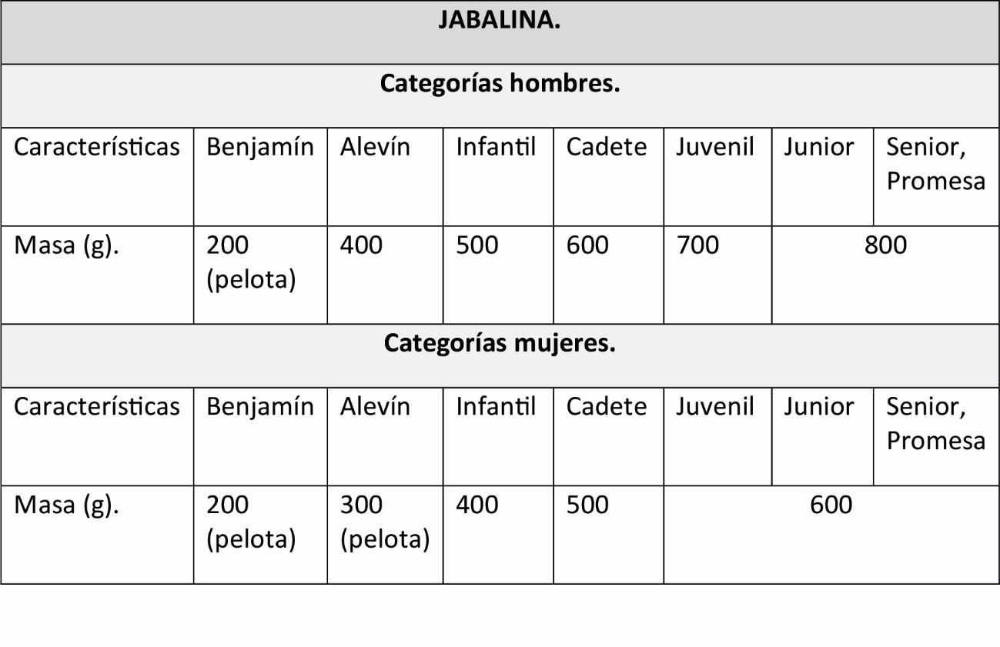 JABALINA.
Categorías hombres.
Características Benjamín Alevín Infantil Cadete Juvenil Junior Senior,
Promesa
Masa (g). 200 400 500 600 700 800
(pelota)
Categorías mujeres.
Características Benjamín Alevín Infantil Cadete Juvenil Junior Senior,
Promesa
Masa (g). 200 300 400 500 600
(pelota) (pelota)